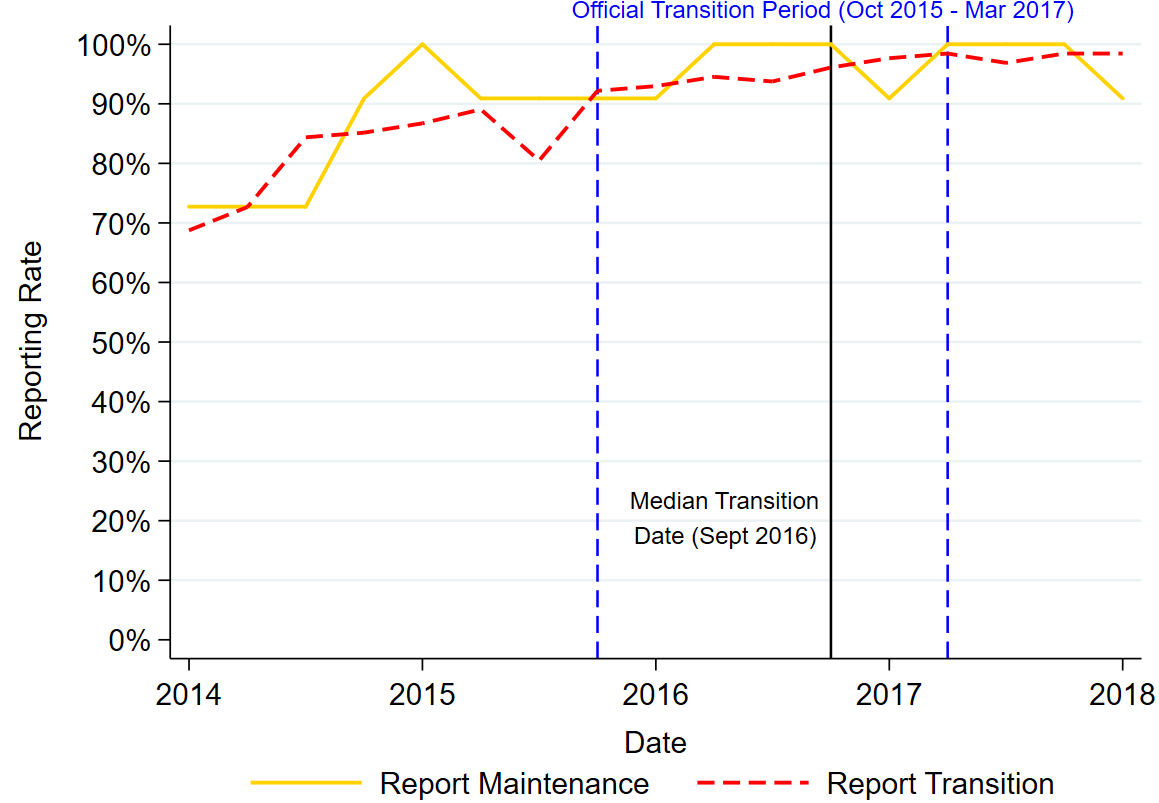 Official Transition Period (Oct 2015 - Mar 2017)
100%
90%
80%
70%
60%
50%
40%
30%
20%
10%
0%
Reporting Rate
Median Transition
Date (Sept 2016)
2014 2015 2016 2017 2018
Date
Report Maintenance Report Transition